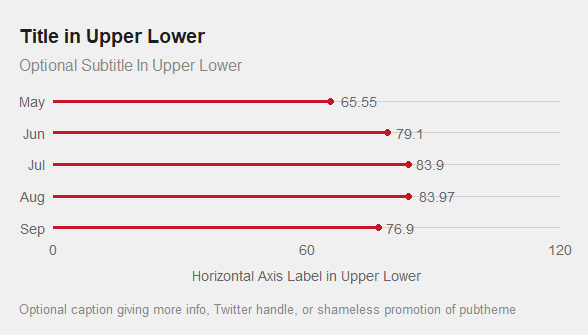 Title in Upper Lower
Optional Subtitle In Upper Lower
May 65.55
Jun 79.1
Jul 83.9
Aug 83.97
Sep 76.9
0 60 120
Horizontal Axis Label in Upper Lower
Optional caption giving more info, Twitter handle, or shameless promotion of pubtheme